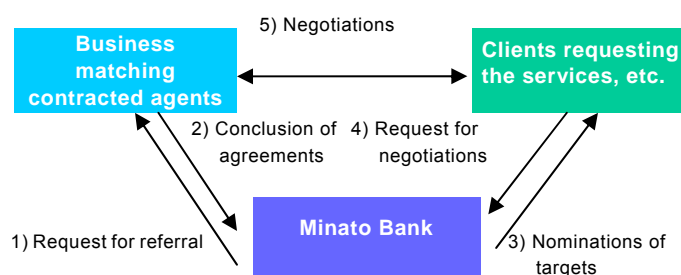 5) Negotiations
Business
matching
contracted agents
Clients requesting
the services, etc.
2) Conclusion of
agreements
4) Request for
negotiations
Minato Bank
1) Request for referral
3) Nominations of
targets